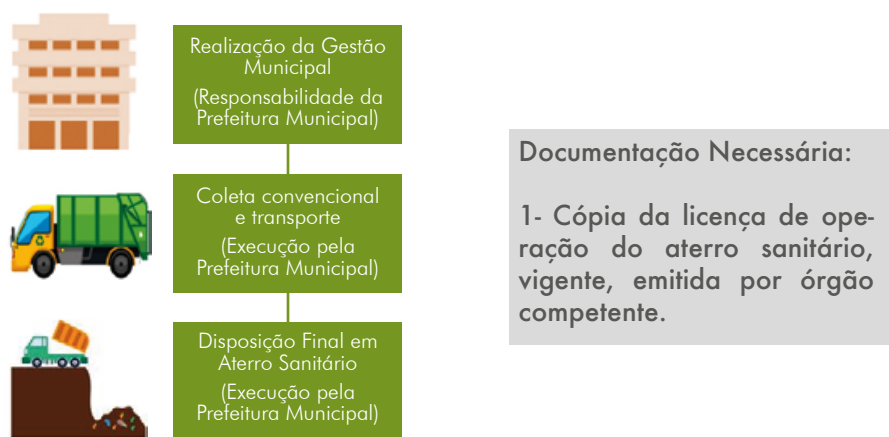 Realização da Gestão
Municipal
(Responsabilidade da
Prefeitura Municipal)
Coleta convencional
e transporte
(Execução pela
Prefeitura Municipal)
Disposição Final em
Aterro Sanitário
(Execução pela
Prefeitura Municipal)
Documentação Necessária:
1- Cópia da licença de ope-
ração do aterro sanitário,
vigente, emitida por órgão
competente.